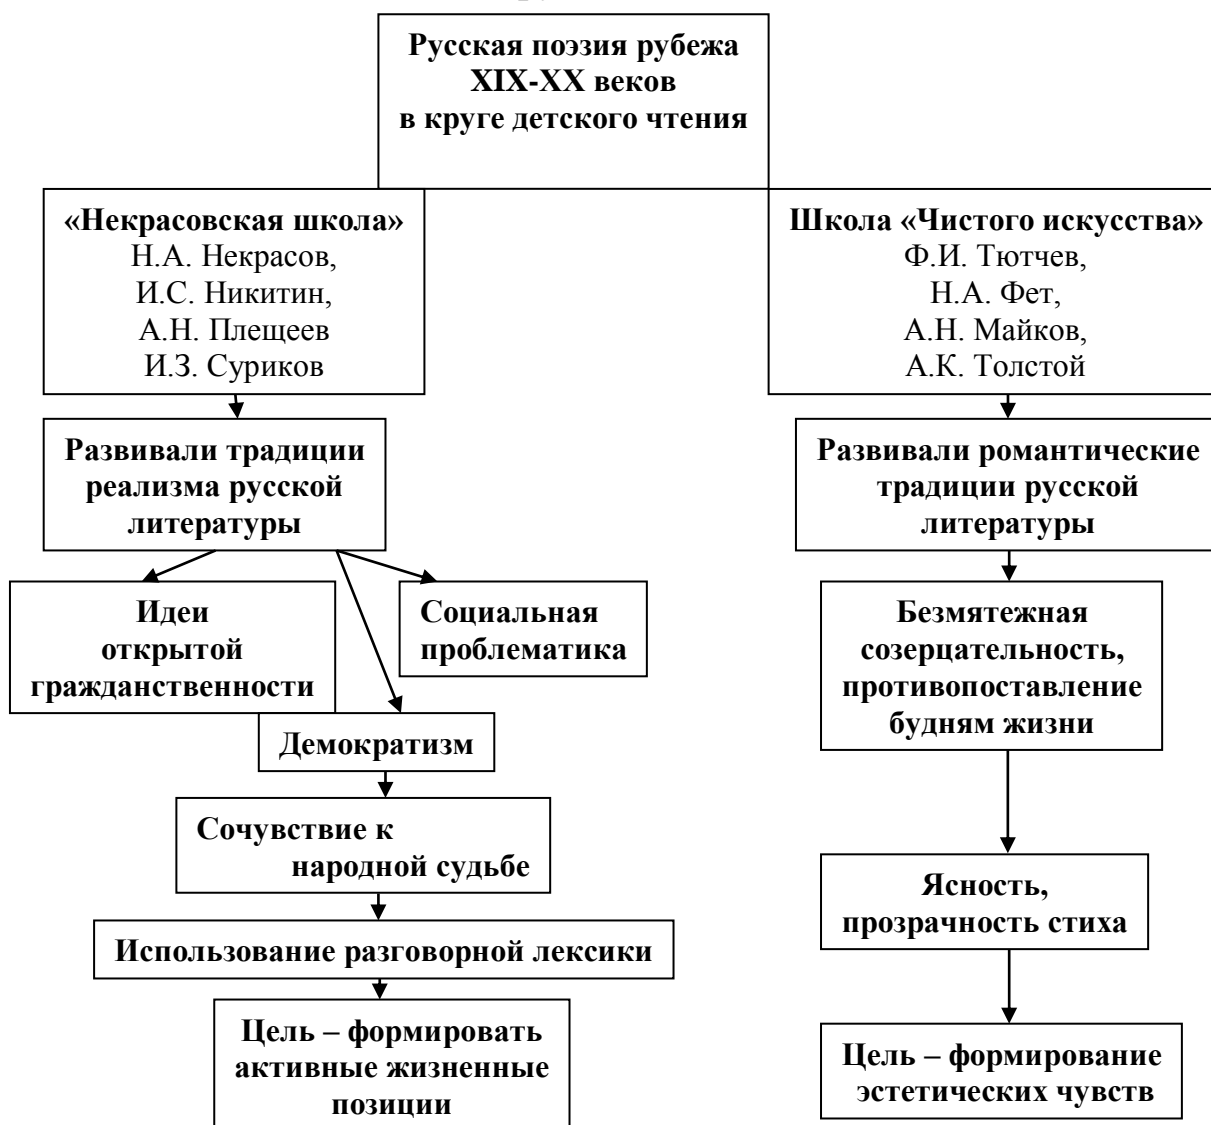 Русская поэзия рубежа
XIX-XX веков
в круге детского чтения
«Некрасовская школа»
Н.А. Некрасов,
И.С. Никитин,
А.Н. Плещеев
И.З. Суриков
Школа «Чистого искусства»
Ф.И. Тютчев,
Н.А. Фет,
А.Н. Майков,
А.К. Толстой
Развивали традиции
реализма русской
литературы
Развивали романтические
традиции русской
литературы
Идеи
открытой
гражданственности
Социальная
проблематика
Безмятежная
созерцательность,
противопоставление
будням жизни
Демократизм
Сочувствие к
народной судьбе
Ясность,
прозрачность стиха
Использование разговорной лексики
Цель – формировать
активные жизненные
позиции
Цель – формирование
эстетических чувств